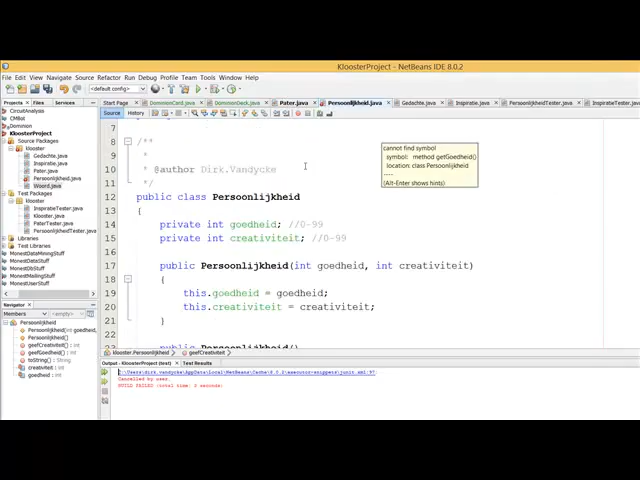 KloosterProject - NetBeans IDE 8.0.2
File Edit View Navigate Source Refactor Run Debug Profile Team Tools Window Help
<default config>
Projects Files Services
Start Page DominionCard.java DominionDeck.java Pater.java Persoonlijkheid.java Gedachte.java Inspiratie.java PersoonlijkheidTester.java InspiratieTester.java
Source History
CircuitAnalysis
CMBot
Dominion
KloosterProject
Source Packages
klooster
Gedachte.java
Inspiratie.java
Pater.java
Persoonlijkheid.java
Woord.java
Test Packages
klooster
InspiratieTester.java
Klooster.java
PaterTester.java
PersoonlijkheidTester.java
Libraries
Test Libraries
MonestDataMiningStuff
MonestDataStuff
MonestDbStuff
MonestMailingStuff
MonestUserStuff
Navigator
Members <empty>
Persoonlijkheid
Persoonlijkheid(int goedheid,
Persoonlijkheid()
geefCreativiteit()
geefGoedheid()
toString()
creativiteit : int
goedheid : int
7
8 /**
9 *
10 * @author Dirk.Vandycke
11 */
12 public class Persoonlijkheid
13 {
14 private int goedheid; //0-99
15 private int creativiteit; //0-99
16
17 public Persoonlijkheid(int goedheid, int creativiteit)
18 {
19 this.goedheid = goedheid;
20 this.creativiteit = creativiteit;
21 }
22
public Persoonlijkheid()
cannot find symbol
symbol: method getGoedheid()
location: class Persoonlijkheid
----
(Alt-Enter shows hints)
klooster.Persoonlijkheid geefCreativiteit
Output - KloosterProject (test) Test Results
Cancelled by user.
BUILD FAILED (total time: 3 seconds)